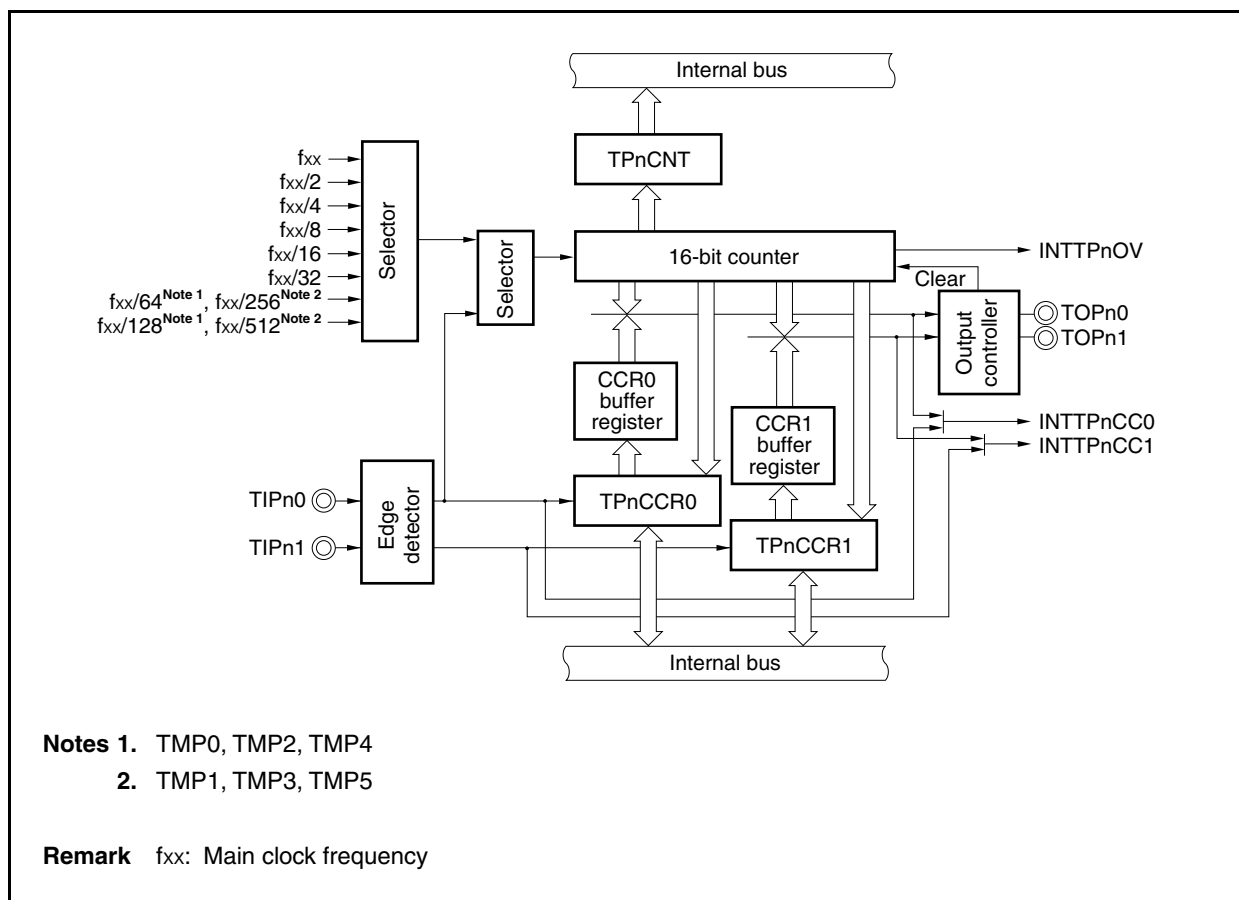 Internal bus
TPnCNT
fxx
fxx/2
fxx/4
fxx/8
fxx/16
fxx/32
fxx/64Note 1, fxx/256Note 2
fxx/128Note 1, fxx/512Note 2
Selector
Selector
16-bit counter
INTTPnOV
Clear
TOPn0
TOPn1
Output
controller
CCR0
buffer
register
CCR1
buffer
register
INTTPnCC0
INTTPnCC1
TIPn0
TIPn1
Edge
detector
TPnCCR0
TPnCCR1
Internal bus
Notes 1. TMP0, TMP2, TMP4
2. TMP1, TMP3, TMP5
Remark fxx: Main clock frequency